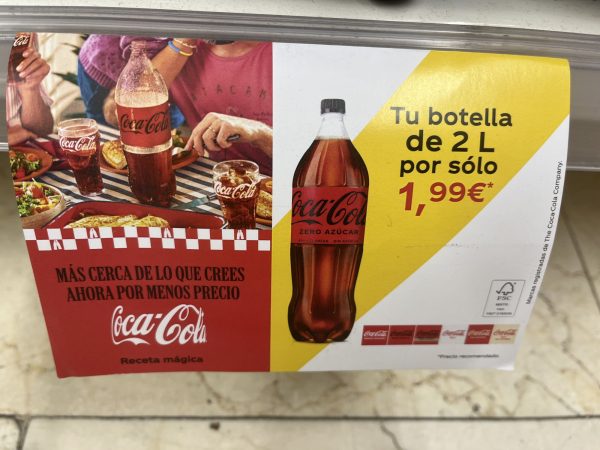 Coca-Cola
Coca-Cola
Coca-Cola
MÁS CERCA DE LO QUE CREES
AHORA POR MENOS PRECIO
Coca-Cola
Receta mágica
Tu botella
de 2 L
por sólo
1,99€*
Coca-Cola
ZERO AZÚCAR
FSC
*Precio recomendado.
Marcas registradas de The Coca-Cola Company.